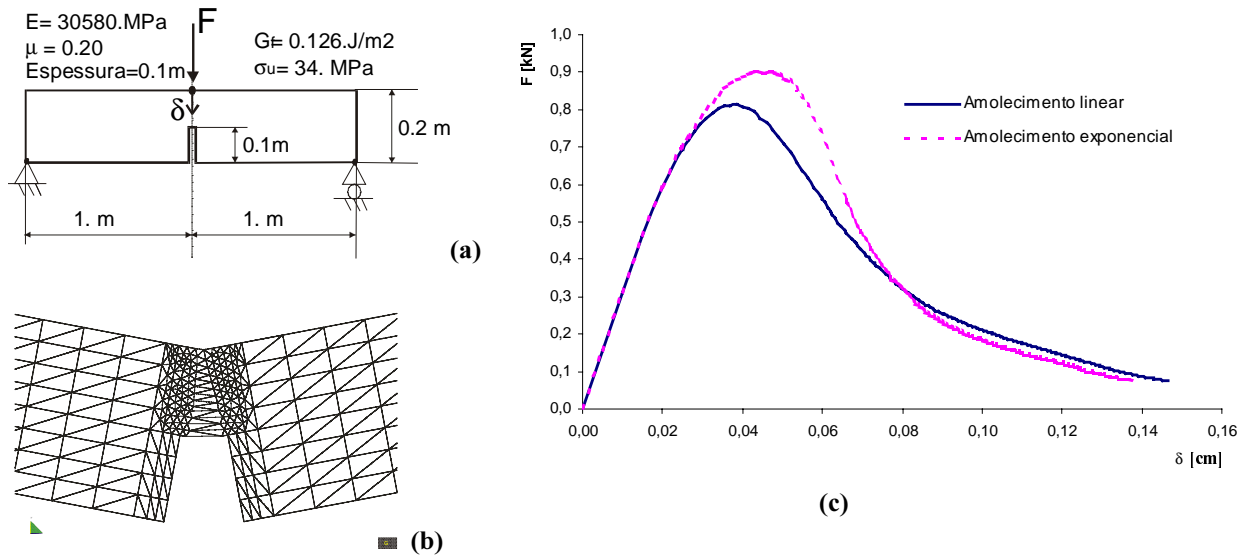 E= 30580.MPa
μ = 0.20
Espessura=0.1m
F
Gf= 0.126.J/m2
σu= 34. MPa
δ
0.1m
0.2 m
1. m
1. m
(a)
(b)
F [kN]
1,0
0,9
0,8
0,7
0,6
0,5
0,4
0,3
0,2
0,1
0,0
0,00 0,02 0,04 0,06 0,08 0,10 0,12 0,14 0,16
δ [cm]
Amolecimento linear
Amolecimento exponencial
(c)